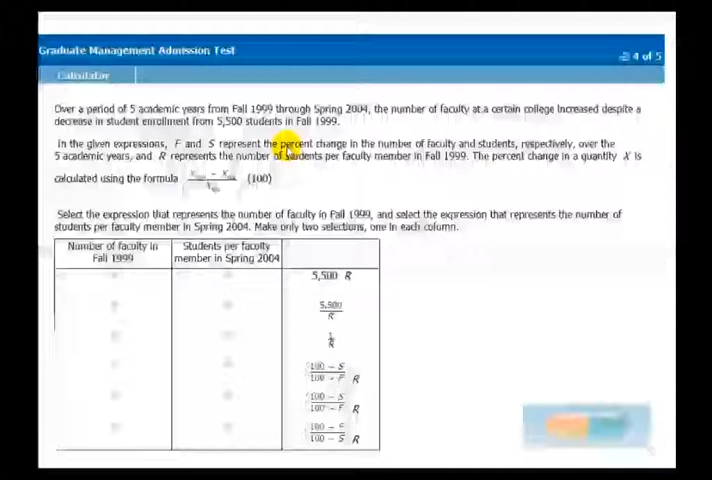 Graduate Management Admission Test
4 of 5
Calculator
Over a period of 5 academic years from Fall 1999 through Spring 2004, the number of faculty at a certain college increased despite a
decrease in student enrollment from 5,500 students in Fall 1999.
In the given expressions, F and S represent the percent change in the number of faculty and students, respectively, over the
5 academic years, and R represents the number of students per faculty member in Fall 1999. The percent change in a quantity X is
calculated using the formula (100)
Select the expression that represents the number of faculty in Fall 1999, and select the expression that represents the number of
students per faculty member in Spring 2004. Make only two selections, one in each column.
Number of faculty in Fall 1999
Students per faculty member in Spring 2004
5,500 R
5,500
R
1
R
100 – S
R
100 – S
R
R